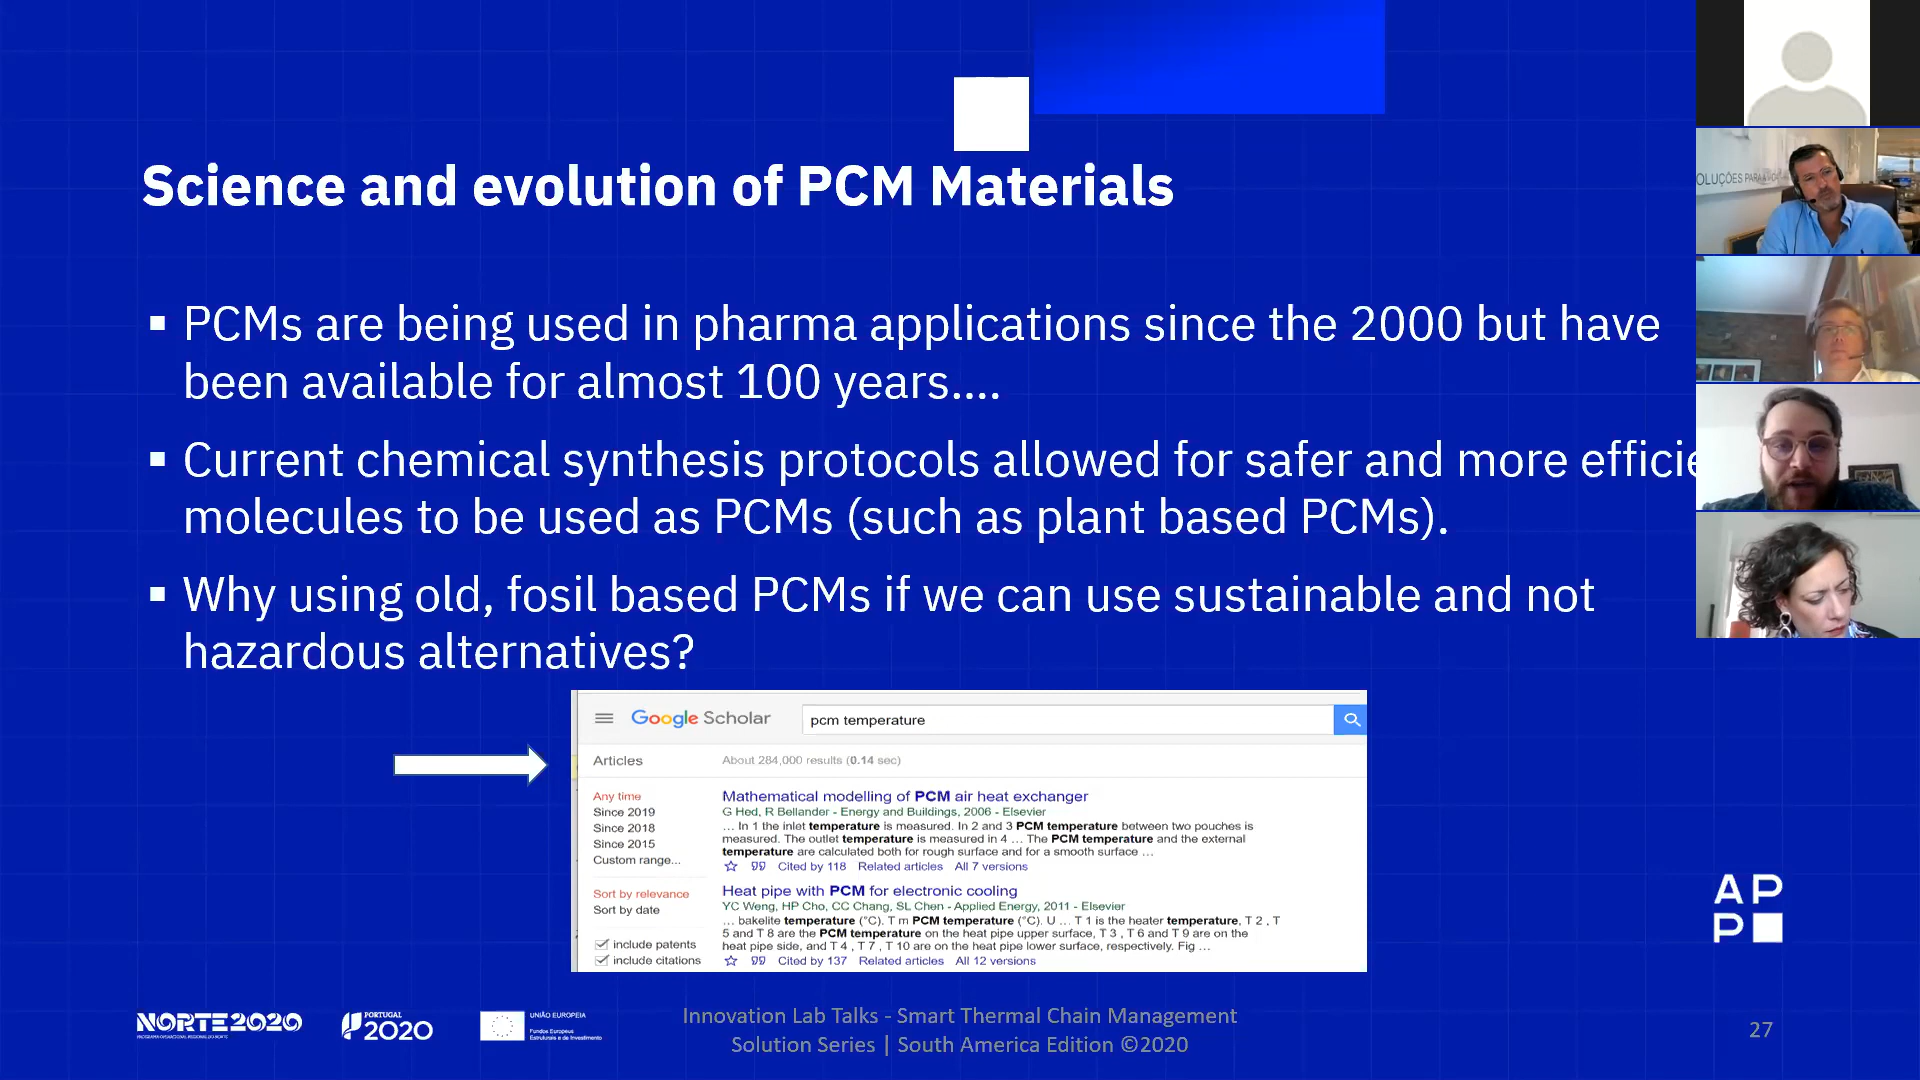 OLUÇÕES PARA
Science and evolution of PCM Materials
▪ PCMs are being used in pharma applications since the 2000 but have
been available for almost 100 years....
▪ Current chemical synthesis protocols allowed for safer and more efficie
molecules to be used as PCMs (such as plant based PCMs).
▪ Why using old, fosil based PCMs if we can use sustainable and not
hazardous alternatives?
Google Scholar
pcm temperature
Articles
About 284,000 results (0.14 sec)
Any time
Since 2019
Since 2018
Since 2015
Custom range...
Sort by relevance
Sort by date
include patents
include citations
Mathematical modelling of PCM air heat exchanger
G Hed, R Bellander - Energy and Buildings, 2006 - Elsevier
... In 1 the inlet temperature is measured. In 2 and 3 PCM temperature between two pouches is
measured. The outlet temperature is measured in 4 ... The PCM temperature and the external
temperature are calculated both for rough surface and for a smooth surface ...
Cited by 118 Related articles All 7 versions
Heat pipe with PCM for electronic cooling
YC Weng, HP Cho, CC Chang, SL Chen - Applied Energy, 2011 - Elsevier
... bakelite temperature (°C). T m PCM temperature (°C). U ... T 1 is the heater temperature, T 2 , T
5 and T 8 are the PCM temperature on the heat pipe upper surface, T 3 , T 6 and T 9 are on the
heat pipe side, and T 4 , T 7 , T 10 are on the heat pipe lower surface, respectively. Fig ...
Cited by 137 Related articles All 12 versions
AP
P
NORTE2020
PROGRAMA OPERACIONAL REGIONAL DO NORTE
PORTUGAL
2020
UNIÃO EUROPEIA
Fundos Europeus
Estruturais e de Investimento
Innovation Lab Talks - Smart Thermal Chain Management
Solution Series | South America Edition ©2020
27